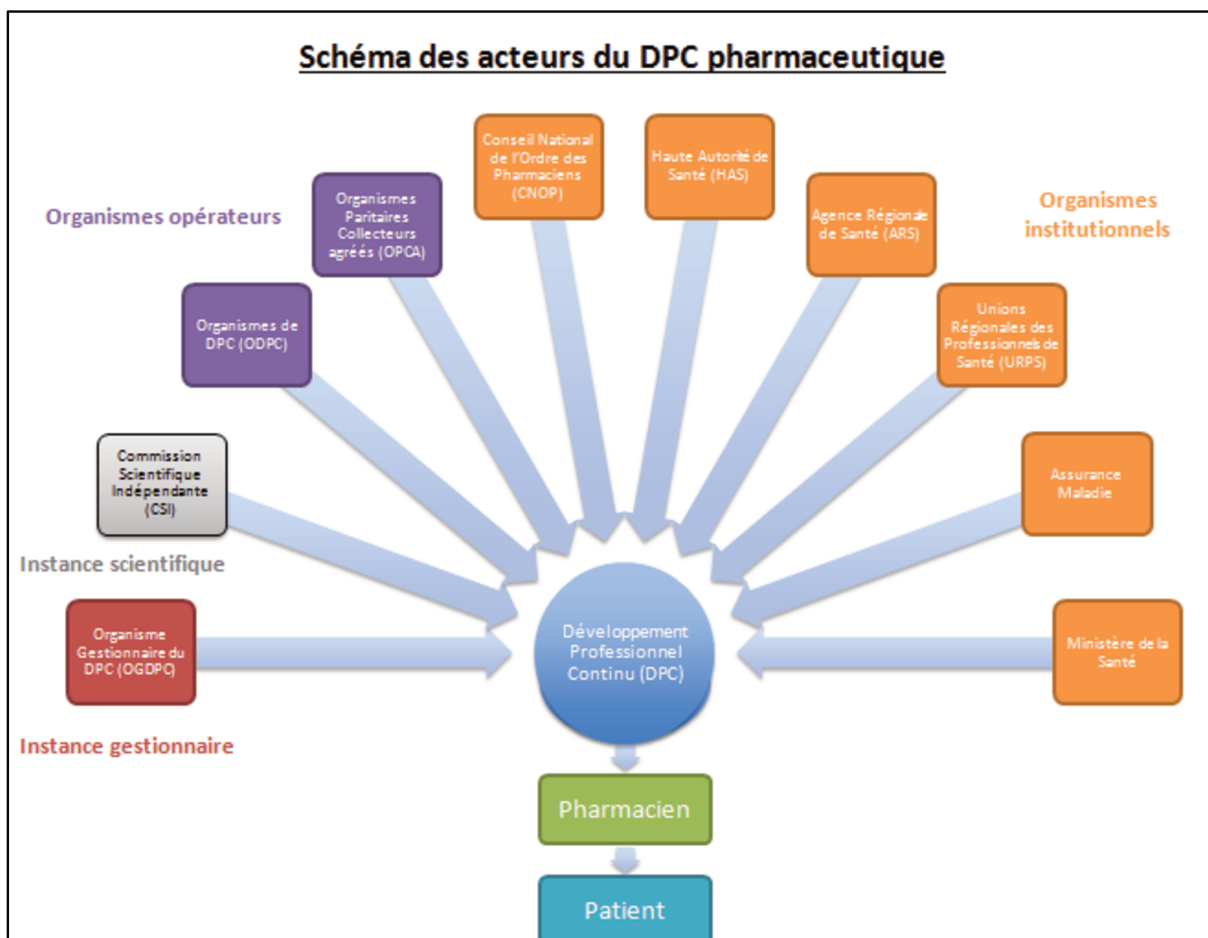 Schéma des acteurs du DPC pharmaceutique
Conseil National
de l'Ordre des
Pharmaciens
(CNOP)
Haute Autorité de
Santé (HAS)
Organismes opérateurs
Organismes
Paritaires
Collecteurs
agréés (OPCA)
Agence Régionale
de Santé (ARS)
Organismes
institutionnels
Organismes de
DPC (ODPC)
Unions
Régionales des
Professionnels de
Santé (URPS)
Commission
Scientifique
Indépendante
(CSI)
Assurance
Maladie
Instance scientifique
Organisme
Gestionnaire du
DPC (OGDPC)
Développement
Professionnel
Continu (DPC)
Ministère de la
Santé
Instance gestionnaire
Pharmacien
Patient